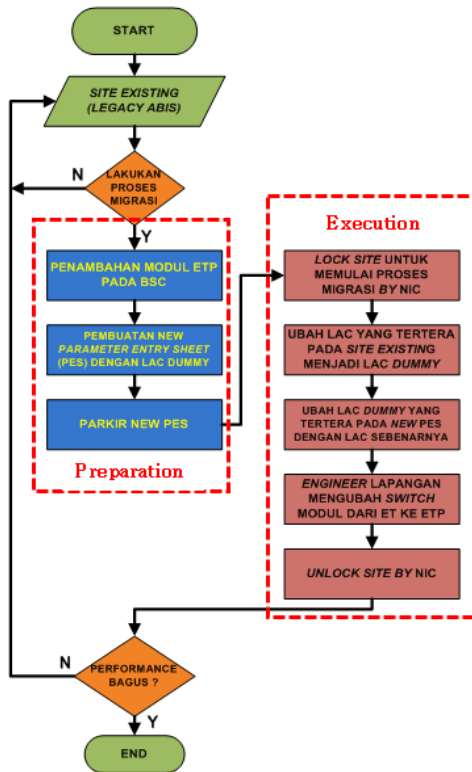 START
SITE EXISTING
(LEGACY ABIS)
N
LAKUKAN
PROSES
MIGRASI
Y
PENAMBAHAN MODUL ETP
PADA BSC
PEMBUATAN NEW
PARAMETER ENTRY SHEET
(PES) DENGAN LAC DUMMY
PARKIR NEW PES
Preparation
Execution
LOCK SITE UNTUK
MEMULAI PROSES
MIGRASI BY NIC
UBAH LAC YANG TERTERA
PADA SITE EXISTING
MENJADI LAC DUMMY
UBAH LAC DUMMY YANG
TERTERA PADA NEW PES
DENGAN LAC SEBENARNYA
ENGINEER LAPANGAN
MENGUBAH SWITCH
MODUL DARI ET KE ETP
UNLOCK SITE BY NIC
N
PERFORMANCE
BAGUS ?
Y
END